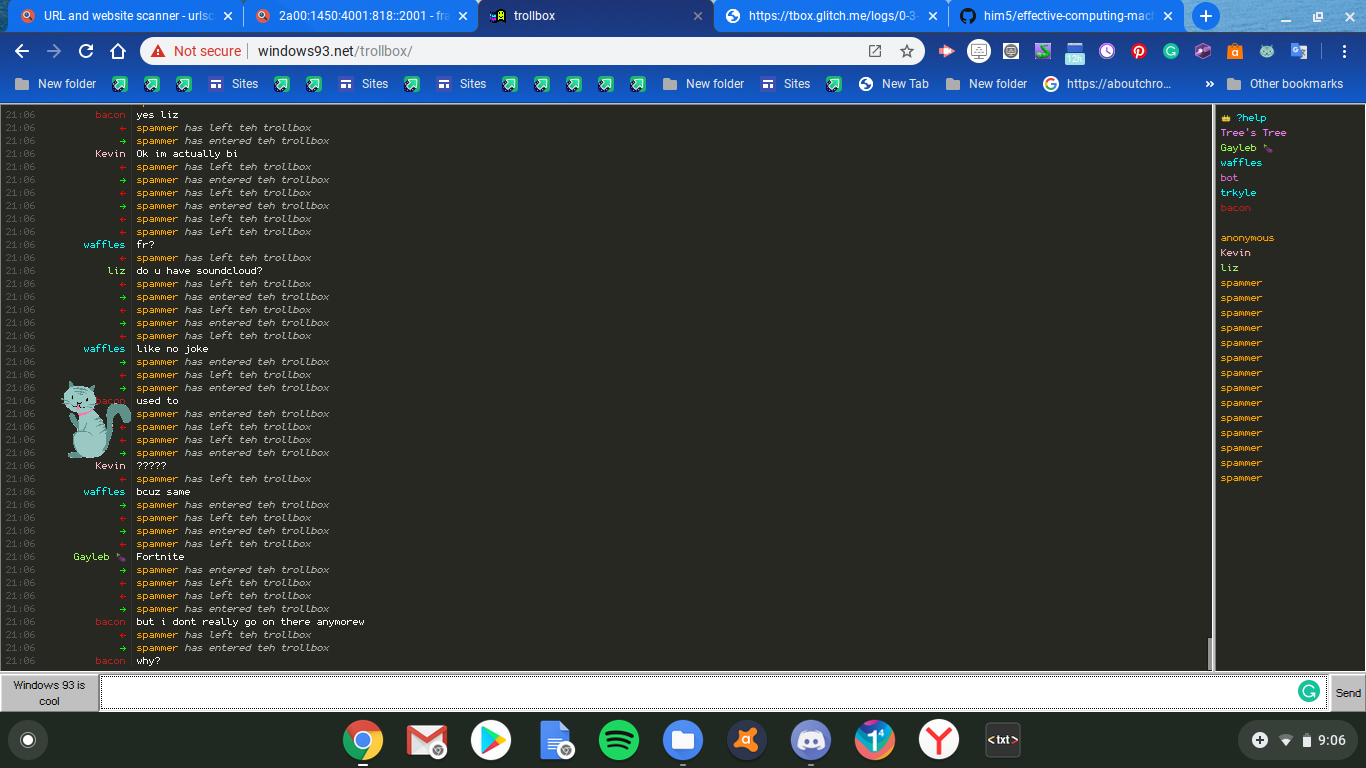 URL and website scanner - urlsc
2a00:1450:4001:818::2001 - fra
trollbox
https://tbox.glitch.me/logs/0-3-
him5/effective-computing-mac
Not secure | windows93.net/trollbox/
12h
New folder Sites Sites Sites New folder Sites New Tab New folder https://aboutchro... » Other bookmarks
21:06 bacon yes liz
21:06 ← spammer has left teh trollbox
21:06 → spammer has entered teh trollbox
21:06 Kevin Ok im actually bi
21:06 ← spammer has left teh trollbox
21:06 → spammer has entered teh trollbox
21:06 ← spammer has left teh trollbox
21:06 → spammer has entered teh trollbox
21:06 ← spammer has left teh trollbox
21:06 ← spammer has left teh trollbox
21:06 waffles fr?
21:06 ← spammer has left teh trollbox
21:06 liz do u have soundcloud?
21:06 ← spammer has left teh trollbox
21:06 → spammer has entered teh trollbox
21:06 ← spammer has left teh trollbox
21:06 → spammer has entered teh trollbox
21:06 ← spammer has left teh trollbox
21:06 waffles like no joke
21:06 → spammer has entered teh trollbox
21:06 ← spammer has left teh trollbox
21:06 → spammer has entered teh trollbox
21:06 bacon used to
21:06 spammer has entered teh trollbox
21:06 ← spammer has left teh trollbox
21:06 ← spammer has left teh trollbox
21:06 → spammer has entered teh trollbox
21:06 Kevin ?????
21:06 ← spammer has left teh trollbox
21:06 waffles bcuz same
21:06 → spammer has entered teh trollbox
21:06 ← spammer has left teh trollbox
21:06 → spammer has entered teh trollbox
21:06 ← spammer has left teh trollbox
21:06 Gayleb 🍆 Fortnite
21:06 → spammer has entered teh trollbox
21:06 ← spammer has left teh trollbox
21:06 ← spammer has left teh trollbox
21:06 → spammer has entered teh trollbox
21:06 bacon but i dont really go on there anymorew
21:06 ← spammer has left teh trollbox
21:06 → spammer has entered teh trollbox
21:06 bacon why?
?help
Tree's Tree
Gayleb 🍆
waffles
bot
trkyle
bacon
anonymous
Kevin
liz
spammer
spammer
spammer
spammer
spammer
spammer
spammer
spammer
spammer
spammer
spammer
spammer
spammer
spammer
Windows 93 is
cool
Send
<txt>
9:06